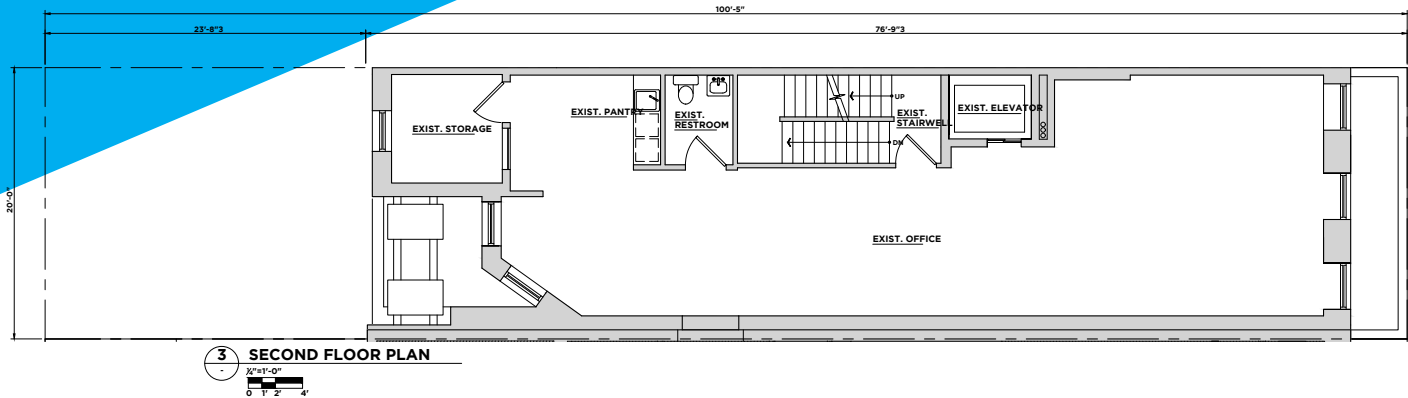 100'-5"
23'-8"3
76'-9"3
20'-0"
EXIST. STORAGE
EXIST. PANTRY
EXIST.
RESTROOM
UP
DN
EXIST.
STAIRWELL
EXIST. ELEVATOR
EXIST. OFFICE
3
-
SECOND FLOOR PLAN
¼"=1'-0"
0 1' 2' 4'